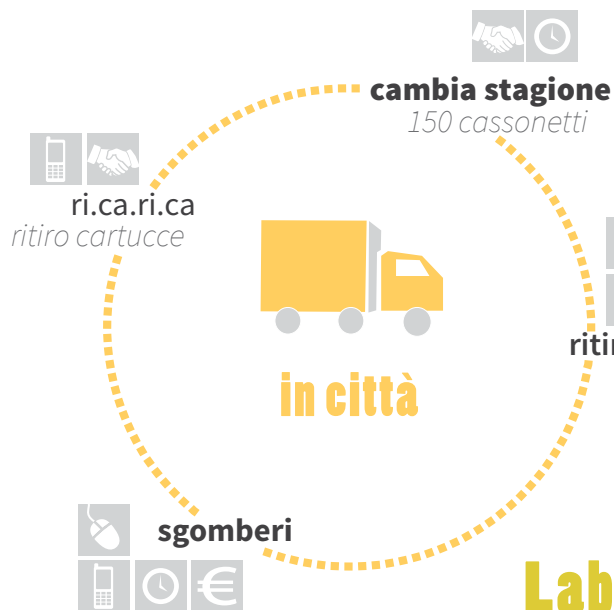 cambia stagione
150 cassonetti
ri.ca.ri.ca
ritiro cartucce
in città
sgomberi